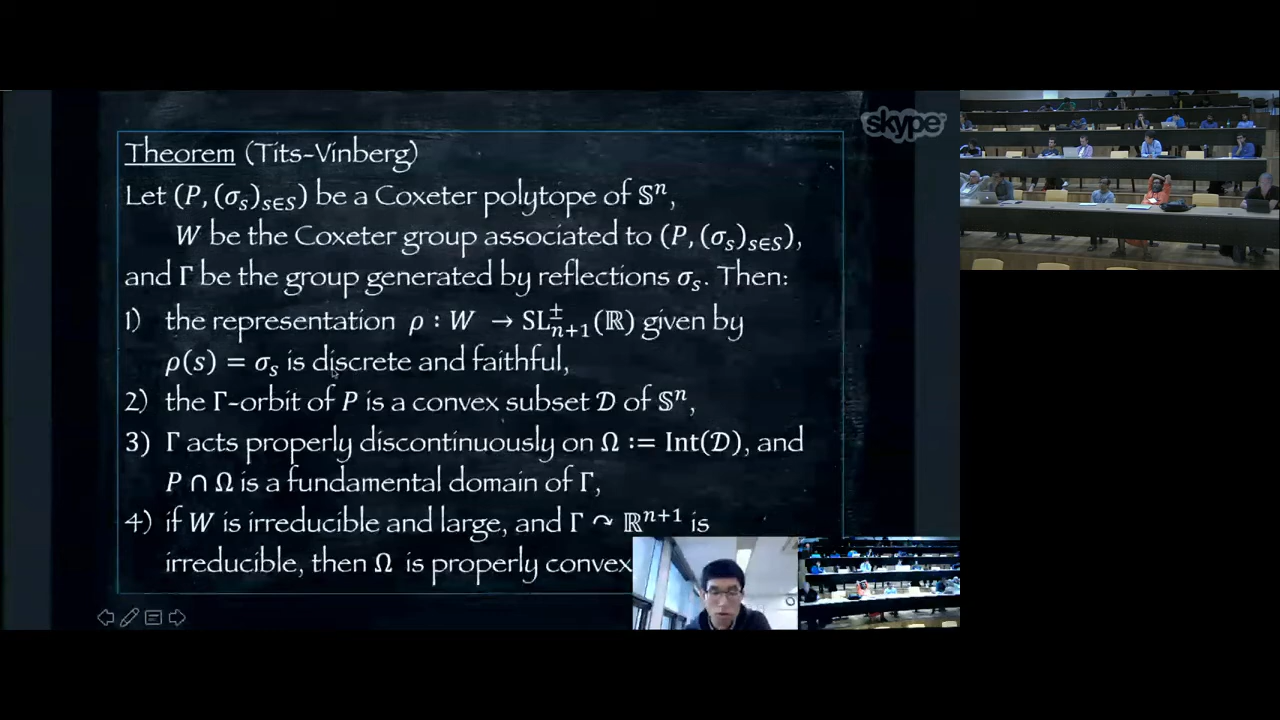 skype
Theorem (Tits-Vinberg)
Let (P, (σ_s)_{s∈S}) be a Coxeter polytope of 𝕊^n,
W be the Coxeter group associated to (P, (σ_s)_{s∈S}),
and Γ be the group generated by reflections σ_s. Then:
1) the representation ρ : W → SL^±_{n+1}(ℝ) given by
ρ(s) = σ_s is discrete and faithful,
2) the Γ-orbit of P is a convex subset 𝒟 of 𝕊^n,
3) Γ acts properly discontinuously on Ω := Int(𝒟), and
P ∩ Ω is a fundamental domain of Γ,
4) if W is irreducible and large, and Γ ↷ ℝ^{n+1} is
irreducible, then Ω is properly convex